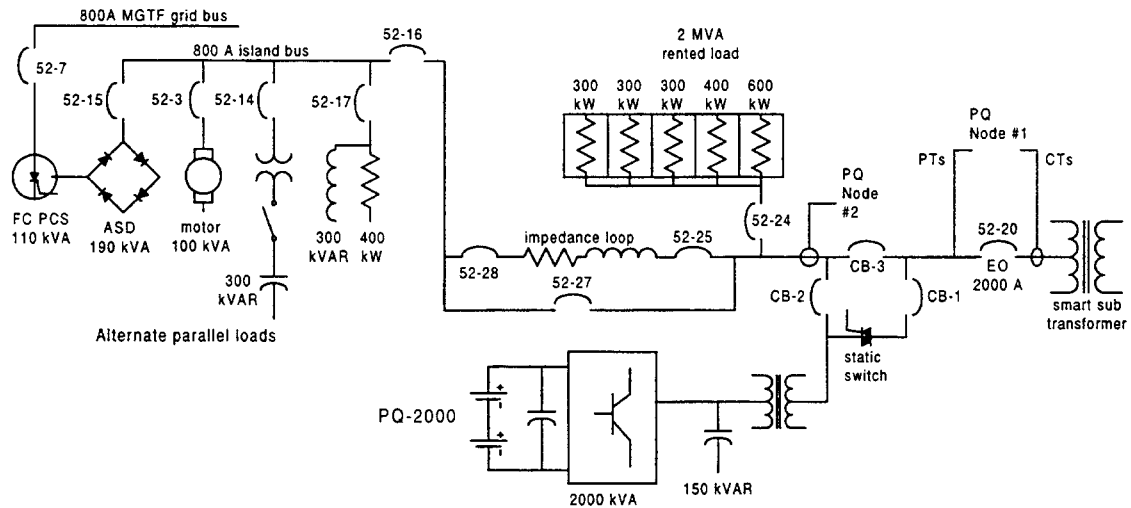 800A MGTF grid bus
52-7
800 A island bus
52-16
52-15
52-3
52-14
52-17
FC PCS
110 kVA
ASD
190 kVA
motor
100 kVA
300
kVAR
400
kW
300
kVAR
Alternate parallel loads
2 MVA
rented load
300
kW
300
kW
300
kW
400
kW
600
kW
52-24
PQ
Node
#2
PQ
Node #1
PTs
CTs
52-20
EO
2000 A
smart sub
transformer
impedance loop
52-25
52-28
52-27
CB-3
CB-2
CB-1
static
switch
PQ-2000
+
+
2000 kVA
150 kVAR